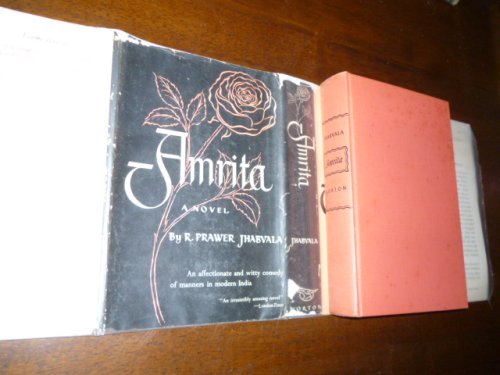 Amrita
A NOVEL
By R. PRAWER JHABVALA
An affectionate and witty comedy
of manners in modern India
"An irresistibly amusing novel"
—London Times
Amrita
JHABVALA
NORTON
JHABVALA
Amrita
NORTON